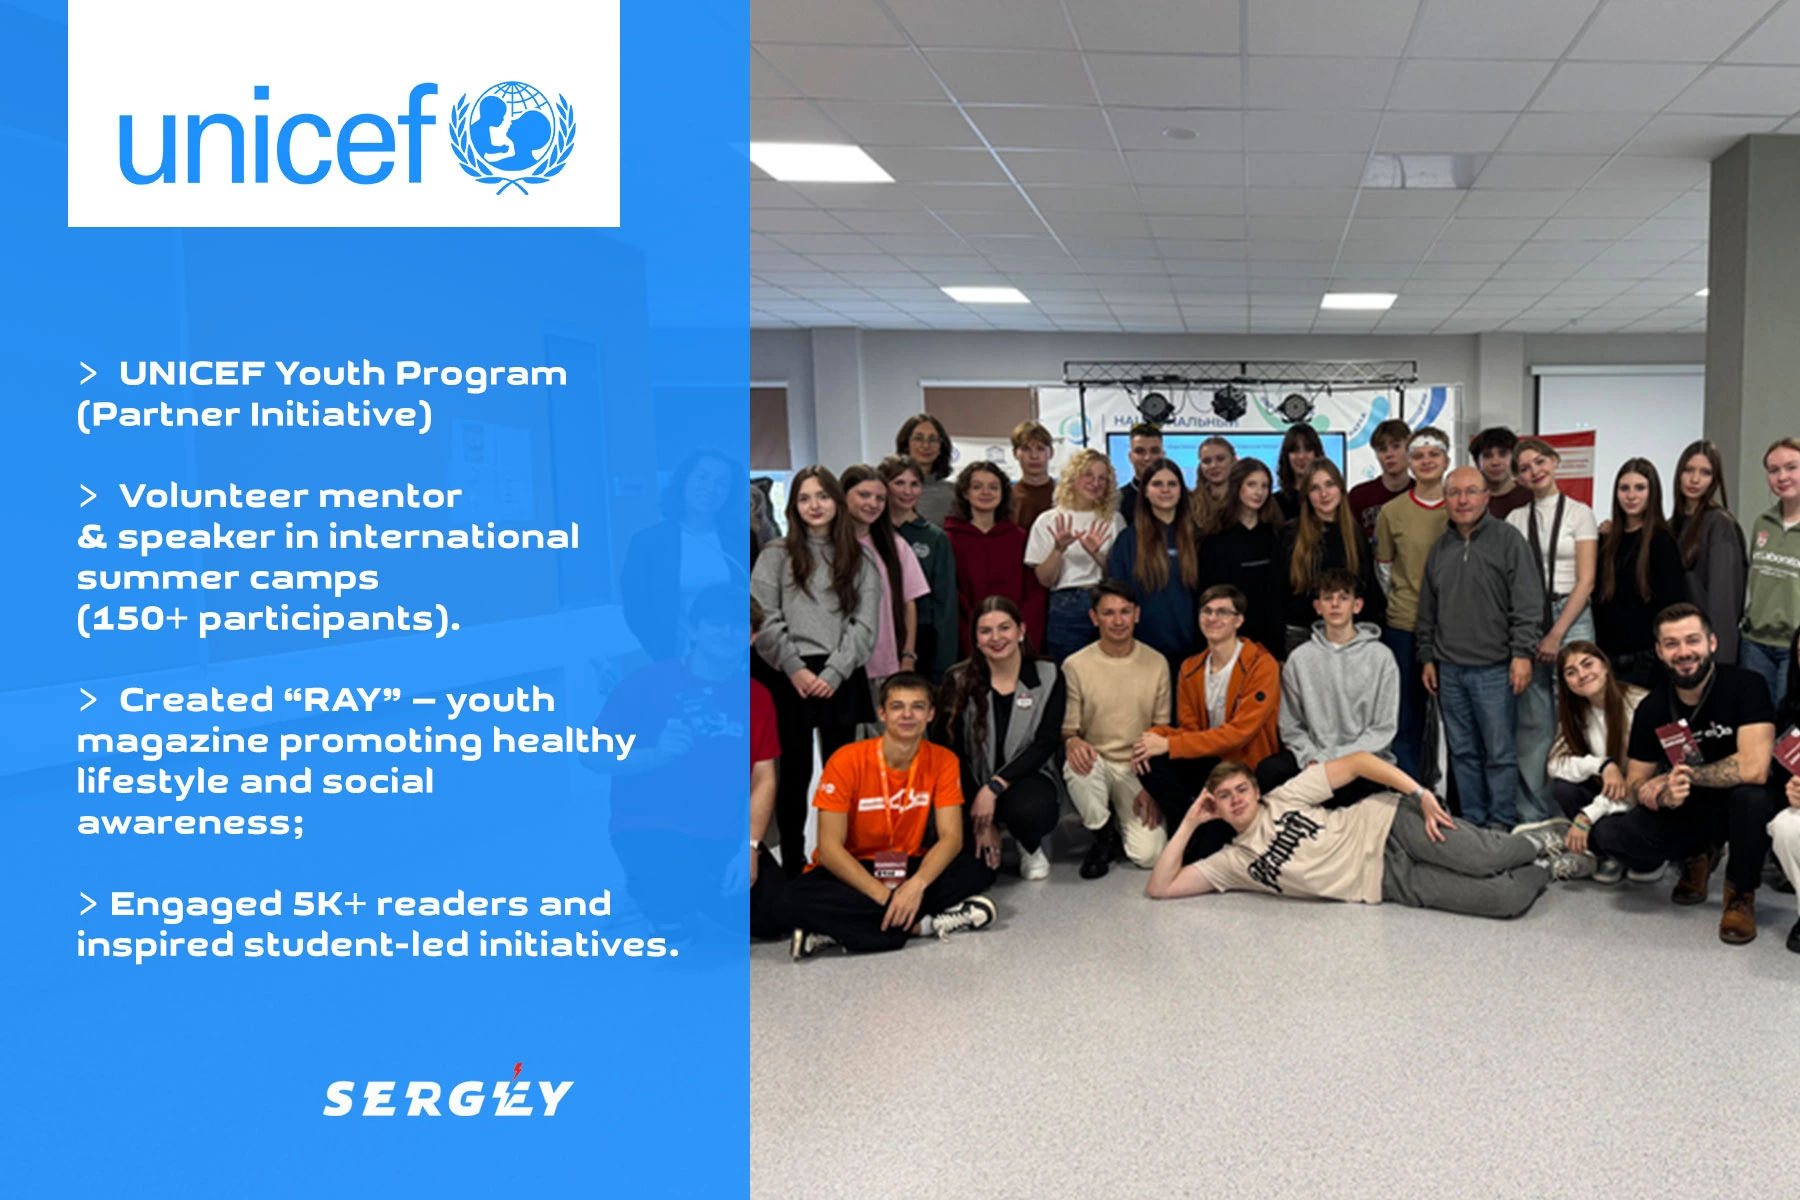 unicef
> UNICEF Youth Program
(Partner Initiative)
> Volunteer mentor
& speaker in international
summer camps
(150+ participants).
> Created “RAY” – youth
magazine promoting healthy
lifestyle and social
awareness;
> Engaged 5K+ readers and
inspired student-led initiatives.
SERGEY
НАЦИОНАЛЬНЫЙ